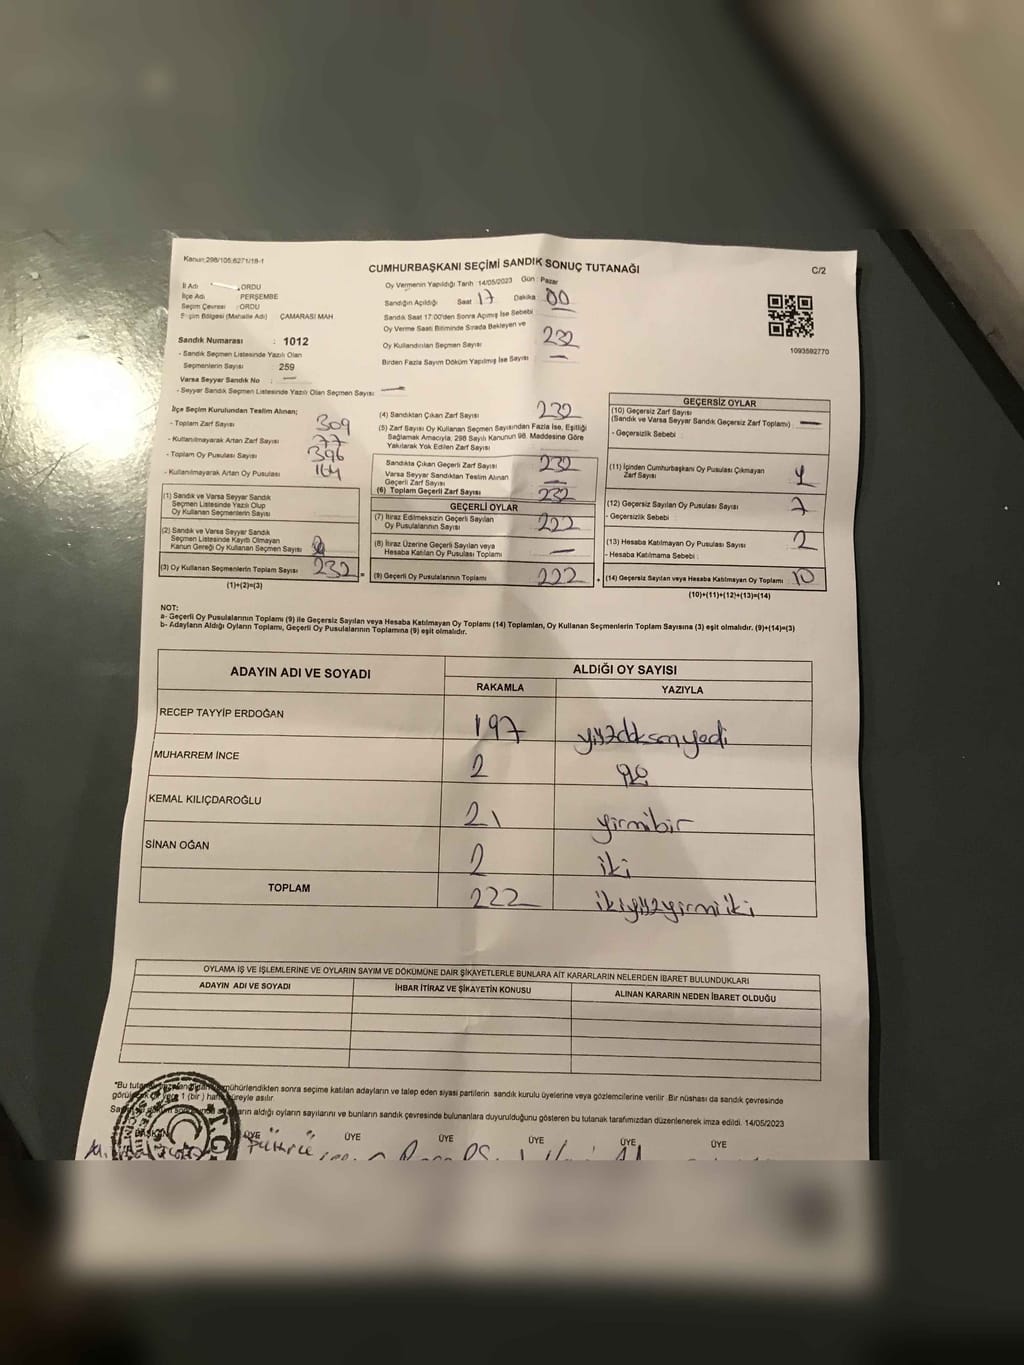 Kanun:298/105,6271/18-1
CUMHURBAŞKANI SEÇİMİ SANDIK SONUÇ TUTANAĞI
C/2
İl Adı : ORDU
İlçe Adı : PERŞEMBE
Seçim Çevresi : ORDU
Seçim Bölgesi (Mahalle Adı) ÇAMARASI MAH
Sandık Numarası : 1012
- Sandık Seçmen Listesinde Yazılı Olan
Seçmenlerin Sayısı : 259
Varsa Seyyar Sandık No : —
- Seyyar Sandık Seçmen Listesinde Yazılı Olan Seçmen Sayısı : —
Oy Vermenin Yapıldığı Tarih :14/05/2023 Gün : Pazar
Sandığın Açıldığı Saat 17 Dakika 00
Sandık Saat 17:00'den Sonra Açımış İse Sebebi
Oy Verme Saati Bitiminde Sırada Bekleyen ve
Oy Kullandırılan Seçmen Sayısı 232
Birden Fazla Sayım Döküm Yapılmış İse Sayısı —
1093592770
İlçe Seçim Kurulundan Teslim Alınan;
- Toplam Zarf Sayısı 309
- Kullanılmayarak Artan Zarf Sayısı 77
- Toplam Oy Pusulası Sayısı 396
- Kullanılmayarak Artan Oy Pusulası 164
(1) Sandık ve Varsa Seyyar Sandık
Seçmen Listesinde Yazılı Olup
Oy Kullanan Seçmenlerin Sayısı
(2) Sandık ve Varsa Seyyar Sandık
Seçmen Listesinde Kayıtlı Olmayan
Kanun Gereği Oy Kullanan Seçmen Sayısı
(3) Oy Kullanan Seçmenlerin Toplam Sayısı 232 =
(1)+(2)=(3)
(4) Sandıktan Çıkan Zarf Sayısı 232
(5) Zarf Sayısı Oy Kullanan Seçmen Sayısından Fazla İse, Eşitliği
Sağlamak Amacıyla, 298 Sayılı Kanunun 98. Maddesine Göre
Yakılarak Yok Edilen Zarf Sayısı
Sandıkta Çıkan Geçerli Zarf Sayısı 232
Varsa Seyyar Sandıktan Teslim Alınan
Geçerli Zarf Sayısı —
(6) Toplam Geçerli Zarf Sayısı 232
GEÇERLİ OYLAR
(7) İtiraz Edilmeksizin Geçerli Sayılan
Oy Pusulalarının Sayısı 222
(8) İtiraz Üzerine Geçerli Sayılan veya
Hesaba Katılan Oy Pusulası Toplamı —
(9) Geçerli Oy Pusulalarının Toplamı 222 +
GEÇERSİZ OYLAR
(10) Geçersiz Zarf Sayısı
(Sandık ve Varsa Seyyar Sandık Geçersiz Zarf Toplamı) —
- Geçersizlik Sebebi :
(11) İçinden Cumhurbaşkanı Oy Pusulası Çıkmayan
Zarf Sayısı 1
(12) Geçersiz Sayılan Oy Pusulası Sayısı 7
- Geçersizlik Sebebi :
(13) Hesaba Katılmayan Oy Pusulası Sayısı 2
- Hesaba Katılmama Sebebi :
(14) Geçersiz Sayılan veya Hesaba Katılmayan Oy Toplamı 10
(10)+(11)+(12)+(13)=(14)
NOT:
a- Geçerli Oy Pusulalarının Toplamı (9) ile Geçersiz Sayılan veya Hesaba Katılmayan Oy Toplamı (14) Toplamları, Oy Kullanan Seçmenlerin Toplam Sayısına (3) eşit olmalıdır. (9)+(14)=(3)
b- Adayların Aldığı Oyların Toplamı, Geçerli Oy Pusulalarının Toplamına (9) eşit olmalıdır.
ADAYIN ADI VE SOYADI ALDIĞI OY SAYISI
RAKAMLA YAZIYLA
RECEP TAYYİP ERDOĞAN 197 yüzdoksanyedi
MUHARREM İNCE 2
KEMAL KILIÇDAROĞLU 21 yirmibir
SİNAN OĞAN 2 iki
TOPLAM 222 ikiyüzyirmiiki
OYLAMA İŞ VE İŞLEMLERİNE VE OYLARIN SAYIM VE DÖKÜMÜNE DAİR ŞİKAYETLERLE BUNLARA AİT KARARLARIN NELERDEN İBARET BULUNDUKLARI
ADAYIN ADI VE SOYADI İHBAR İTİRAZ VE ŞİKAYETİN KONUSU ALINAN KARARIN NEDEN İBARET OLDUĞU
*Bu mühürlendikten sonra seçime katılan adayların ve talep eden siyasi partilerin sandık kurulu üyelerine veya gözlemcilerine verilir. Bir nüshası da sandık çevresinde
yere 1 (bir) hafta süreyle asılır.
aldığı oyların sayılarını ve bunların sandık çevresinde bulunanlara duyurulduğunu gösteren bu tutanak tarafımızdan düzenlenerek imza edildi. 14/05/2023
BAŞKAN ÜYE ÜYE ÜYE ÜYE ÜYE ÜYE
T.C.